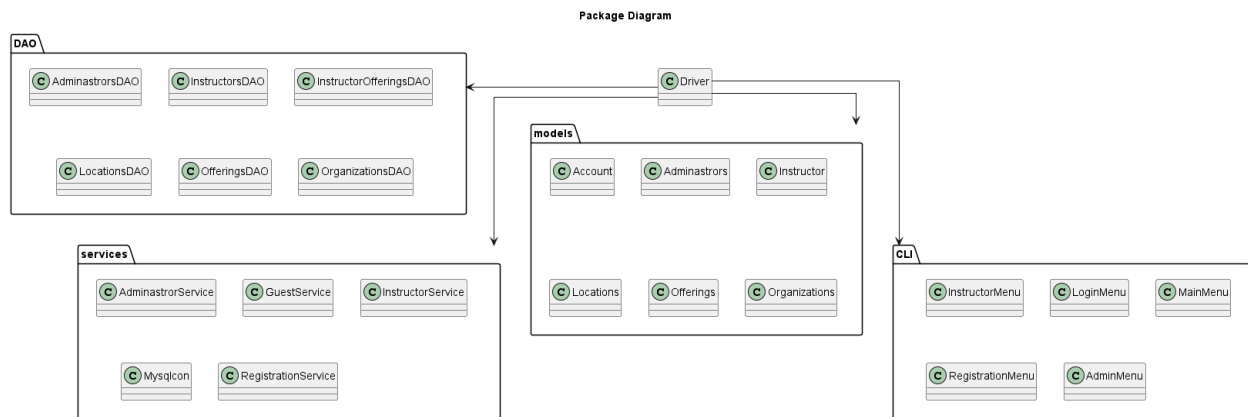 Package Diagram
DAO
C AdminastrorsDAO
C InstructorsDAO
C InstructorOfferingsDAO
C LocationsDAO
C OfferingsDAO
C OrganizationsDAO
C Driver
models
C Account
C Adminastrors
C Instructor
C Locations
C Offerings
C Organizations
services
C AdminastrorService
C GuestService
C InstructorService
C Mysqlcon
C RegistrationService
CLI
C InstructorMenu
C LoginMenu
C MainMenu
C RegistrationMenu
C AdminMenu